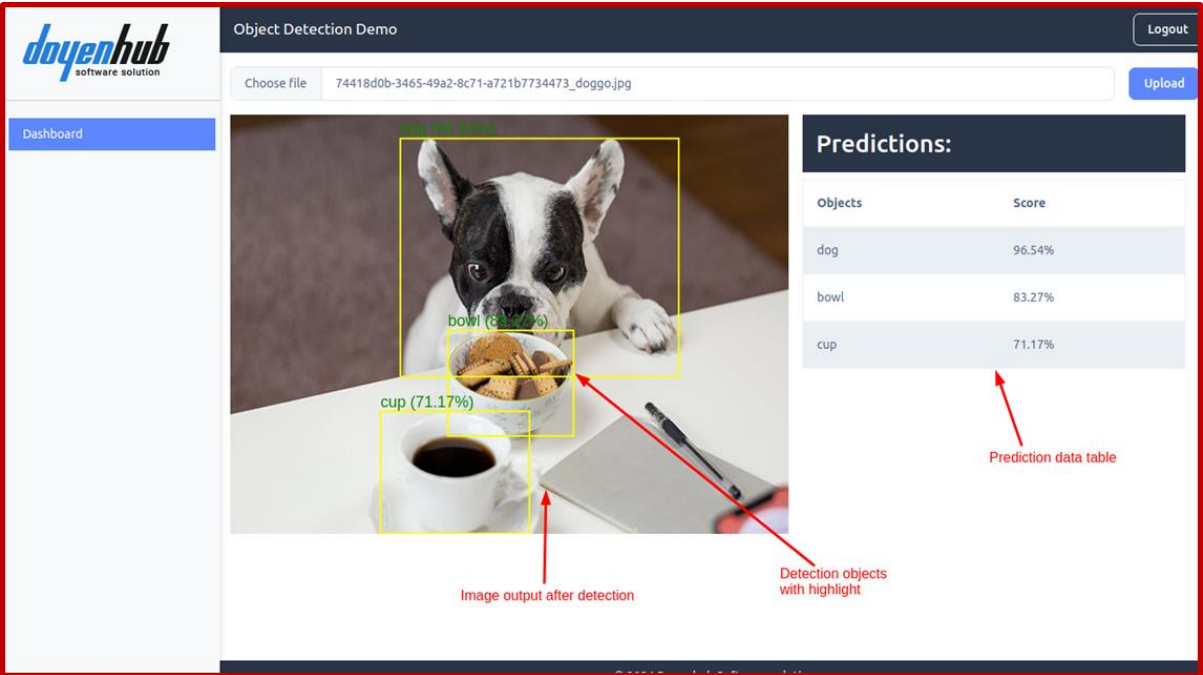 doyenhub
software solution
Object Detection Demo
Logout
Choose file
74418d0b-3465-49a2-8c71-a721b7734473_doggo.jpg
Upload
Dashboard
Predictions:
Objects Score
dog 96.54%
bowl 83.27%
cup 71.17%
dog
bowl
cup (71.17%)
Prediction data table
Detection objects
with highlight
Image output after detection